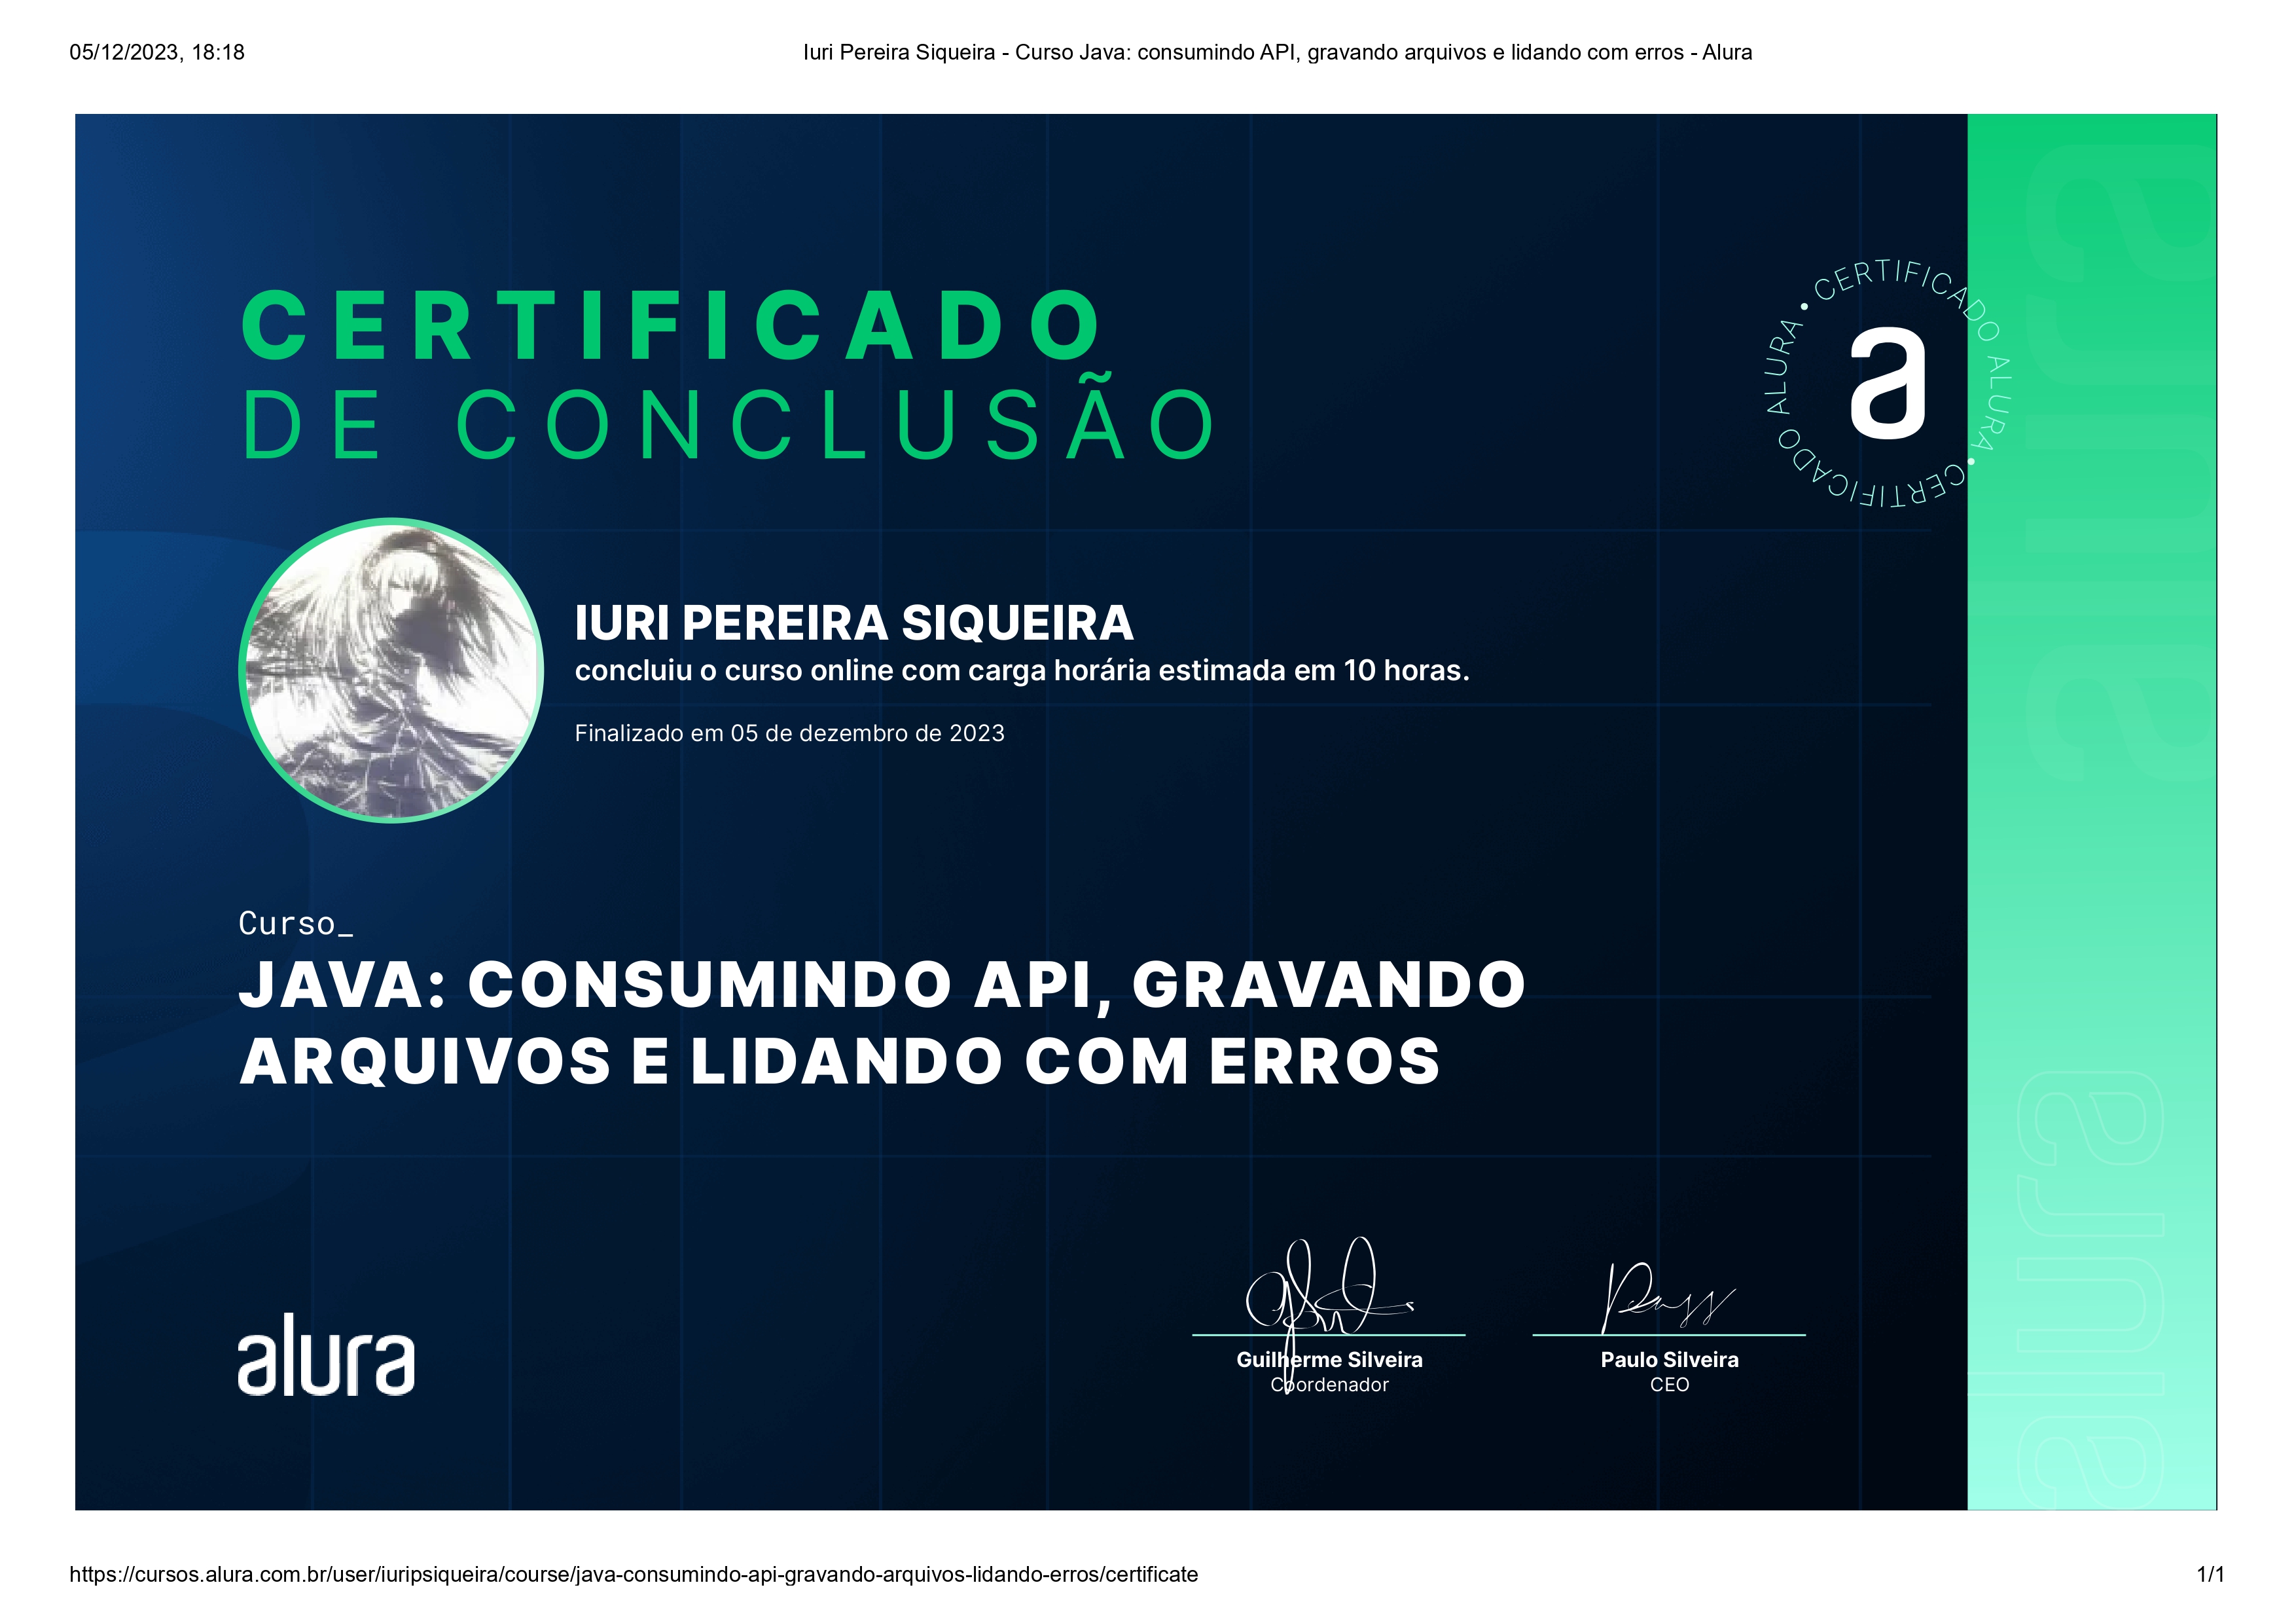 05/12/2023, 18:18
Iuri Pereira Siqueira - Curso Java: consumindo API, gravando arquivos e lidando com erros - Alura
CERTIFICADO
DE CONCLUSÃO
CERTIFICADO ALURA • CERTIFICADO ALURA •
a
IURI PEREIRA SIQUEIRA
concluiu o curso online com carga horária estimada em 10 horas.
Finalizado em 05 de dezembro de 2023
Curso_
JAVA: CONSUMINDO API, GRAVANDO
ARQUIVOS E LIDANDO COM ERROS
alura
Guilherme Silveira
Coordenador
Paulo Silveira
CEO
alura
alura
https://cursos.alura.com.br/user/iuripsiqueira/course/java-consumindo-api-gravando-arquivos-lidando-erros/certificate
1/1